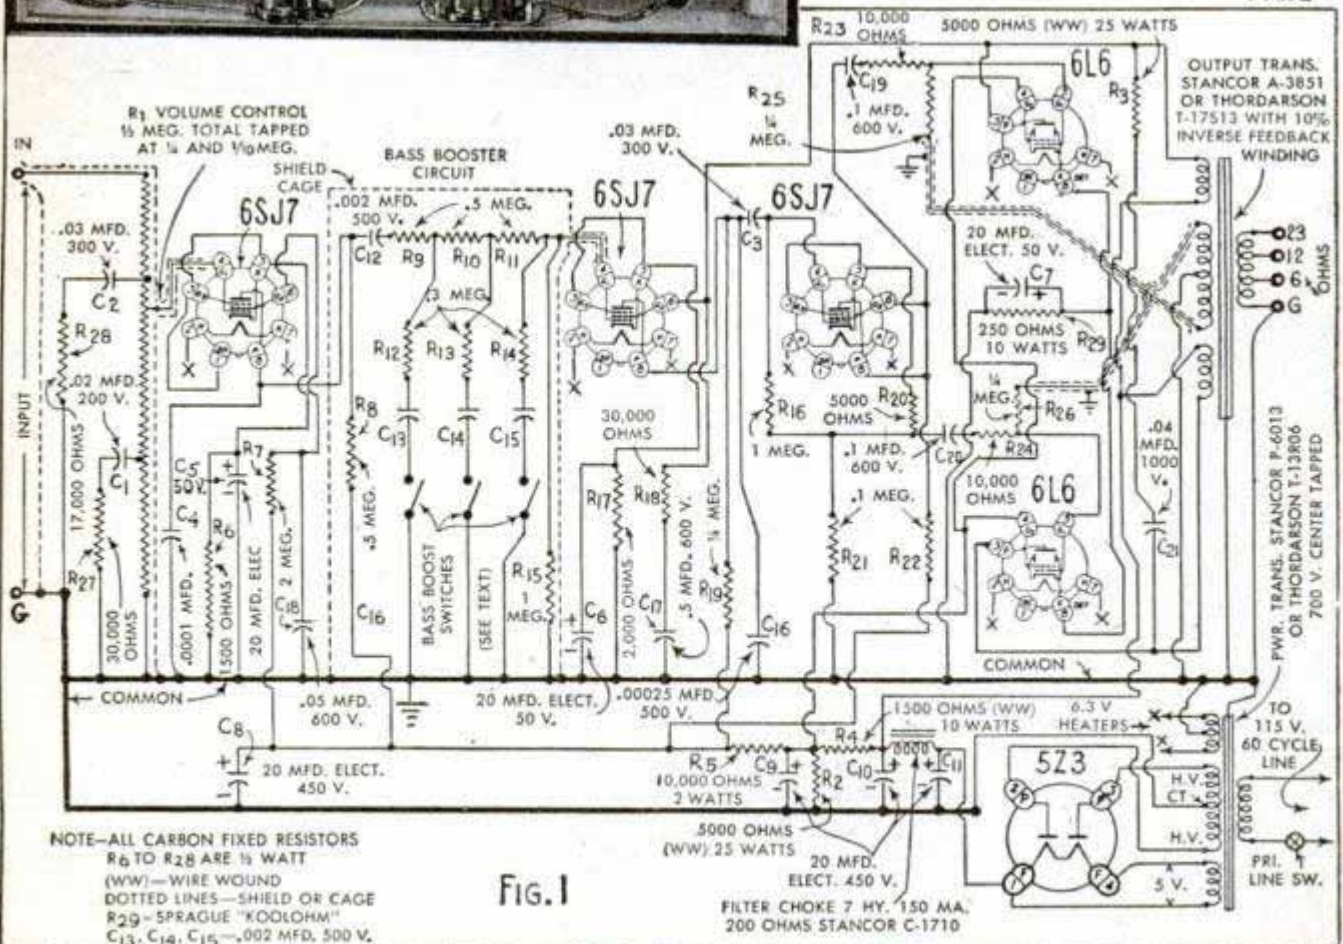 R23
10,000
OHMS
5000 OHMS (WW) 25 WATTS
C19
6L6
R3
OUTPUT TRANS.
STANCOR A-3851
OR THORDARSON
T-17513 WITH 10%
INVERSE FEEDBACK
WINDING
R1 VOLUME CONTROL
½ MEG. TOTAL TAPPED
AT ¼ AND 1/10 MEG.
R25
¼
MEG.
.1 MFD.
600 V.
.03 MFD.
300 V.
IN
SHIELD
CAGE
BASS BOOSTER
CIRCUIT
6SJ7
.002 MFD.
500 V.
.5 MEG.
6SJ7
6SJ7
.03 MFD.
300 V.
C2
C12
R9
R10
R11
C3
20 MFD.
ELECT. 50 V.
C7
23
12
6
G
OHMS
R28
.3 MEG.
R12
R13
R14
250 OHMS
10 WATTS
R29
.02 MFD.
200 V.
INPUT
C1
17,000 OHMS
R8
C13
C14
C15
30,000
OHMS
R16
5000
OHMS
R20
¼
MEG.
R26
1 MEG.
.1 MFD.
600 V.
C20
R24
10,000
OHMS
6L6
.04
MFD.
1000
V.
C21
C5
50V.
R7
C4
R6
2 MEG.
.5 MEG.
R17
R18
.1 MEG.
R21
R22
R27
30,000
OHMS
.0001 MFD.
1500 OHMS
20 MFD. ELEC
C18
C16
BASS BOOST
SWITCHES
(SEE TEXT)
R15
1
MEG.
C6
2,000 OHMS
C17
.5 MFD. 600 V.
R19
¼ MEG.
C16
G
COMMON
.05 MFD.
600 V.
20 MFD. ELECT.
50 V.
.00025 MFD.
500 V.
COMMON
PWR. TRANS. STANCOR P-6013
OR THORDARSON T-13R06
700 V. CENTER TAPPED
C8
20 MFD. ELECT.
450 V.
R5
10,000 OHMS
2 WATTS
C9
R2
R4
1500 OHMS (WW)
10 WATTS
C10
C11
6.3 V
HEATERS
5Z3
H.V.
CT
H.V.
5 V.
TO
115 V.
60 CYCLE
LINE
PRI.
LINE SW.
5000 OHMS
(WW) 25 WATTS
20 MFD.
ELECT. 450 V.
FILTER CHOKE 7 HY. 150 MA.
200 OHMS STANCOR C-1710
NOTE—ALL CARBON FIXED RESISTORS
R6 TO R28 ARE ½ WATT
(WW)—WIRE WOUND
DOTTED LINES—SHIELD OR CAGE
R29—SPRAGUE "KOOLOHM"
C13, C14, C15—.002 MFD. 500 V.
FIG. 1